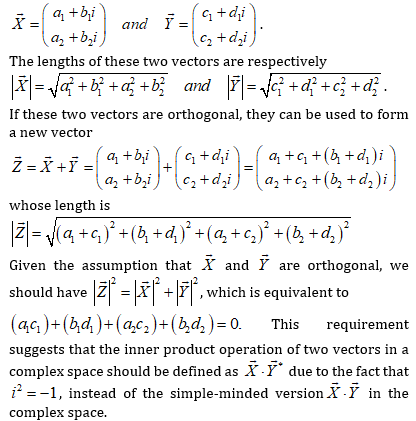 X⃗ = ( a₁ + b₁i ; a₂ + b₂i ) and Y⃗ = ( c₁ + d₁i ; c₂ + d₂i ).
The lengths of these two vectors are respectively
|X⃗| = √(a₁² + b₁² + a₂² + b₂²) and |Y⃗| = √(c₁² + d₁² + c₂² + d₂²).
If these two vectors are orthogonal, they can be used to
form a new vector
Z⃗ = X⃗ + Y⃗ = ( a₁ + b₁i ; a₂ + b₂i ) + ( c₁ + d₁i ; c₂ + d₂i ) = ( a₁ + c₁ + (b₁ + d₁)i ; a₂ + c₂ + (b₂ + d₂)i )
whose length is
|Z⃗| = √((a₁ + c₁)² + (b₁ + d₁)² + (a₂ + c₂)² + (b₂ + d₂)²)
Given the assumption that X⃗ and Y⃗ are orthogonal, we
should have |Z⃗|² = |X⃗|² + |Y⃗|², which is equivalent to
(a₁c₁) + (b₁d₁) + (a₂c₂) + (b₂d₂) = 0. This requirement
suggests that the inner product operation of two vectors in a
complex space should be defined as X⃗ · Y⃗* due to the fact that
i² = −1, instead of the simple-minded version X⃗ · Y⃗ in the
complex space.